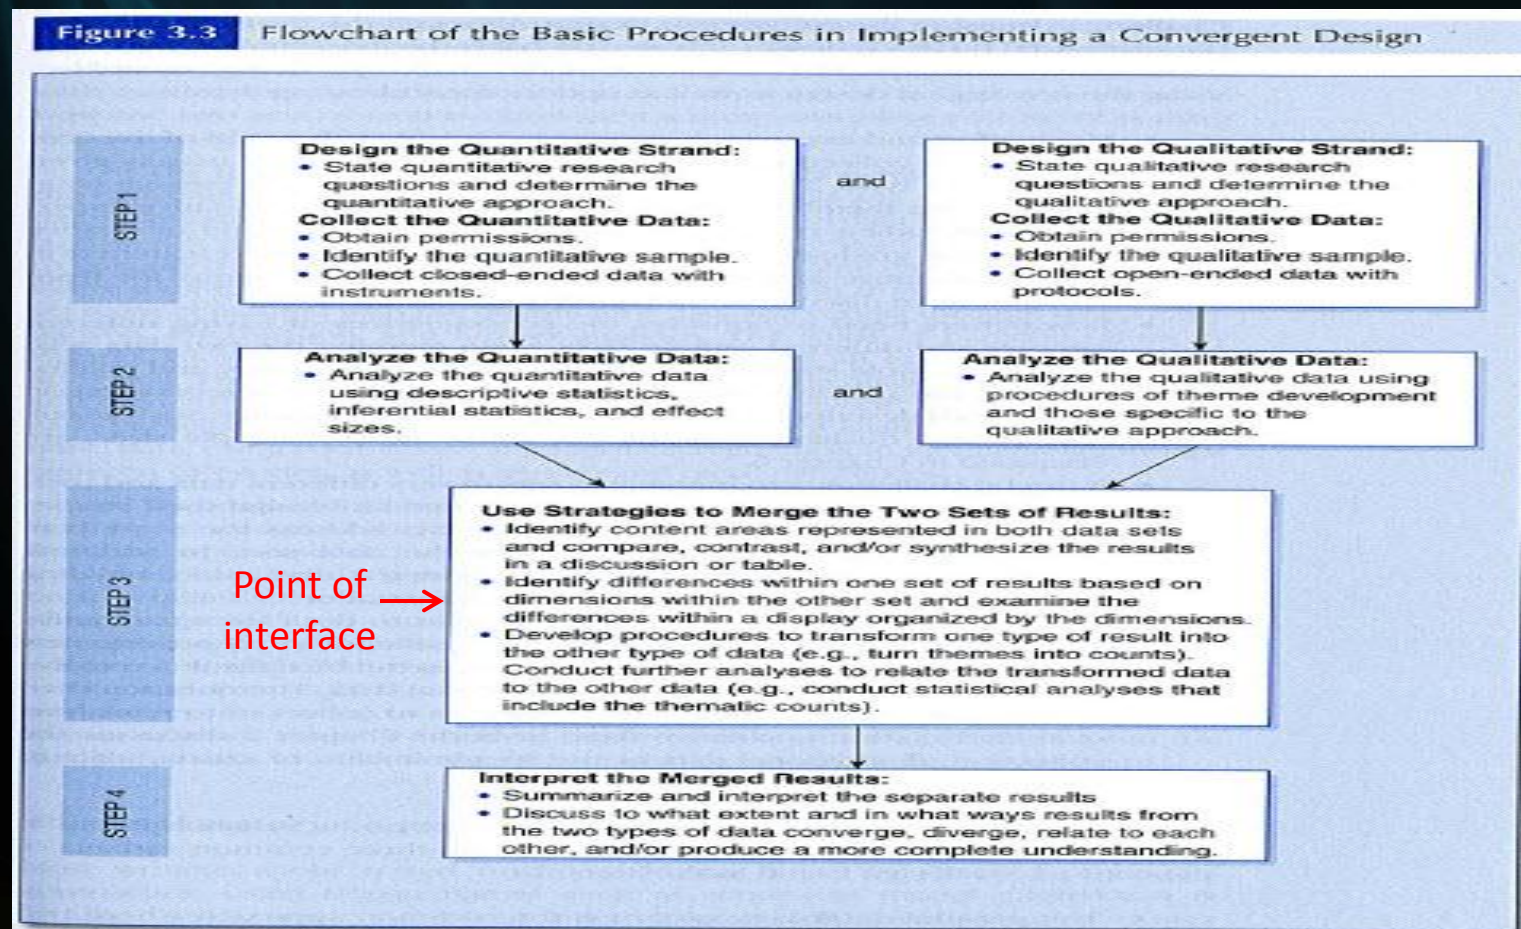 Figure 3.3 Flowchart of the Basic Procedures in Implementing a Convergent Design
STEP 1
Design the Quantitative Strand:
• State quantitative research
questions and determine the
quantitative approach.
Collect the Quantitative Data:
• Obtain permissions.
• Identify the quantitative sample.
• Collect closed-ended data with
instruments.
and
Design the Qualitative Strand:
• State qualitative research
questions and determine the
qualitative approach.
Collect the Qualitative Data:
• Obtain permissions.
• Identify the qualitative sample.
• Collect open-ended data with
protocols.
STEP 2
Analyze the Quantitative Data:
• Analyze the quantitative data
using descriptive statistics,
inferential statistics, and effect
sizes.
and
Analyze the Qualitative Data:
• Analyze the qualitative data using
procedures of theme development
and those specific to the
qualitative approach.
STEP 3
Point of
interface
Use Strategies to Merge the Two Sets of Results:
• Identify content areas represented in both data sets
and compare, contrast, and/or synthesize the results
in a discussion or table.
• Identify differences within one set of results based on
dimensions within the other set and examine the
differences within a display organized by the dimensions.
• Develop procedures to transform one type of result into
the other type of data (e.g., turn themes into counts).
Conduct further analyses to relate the transformed data
to the other data (e.g., conduct statistical analyses that
include the thematic counts).
STEP 4
Interpret the Merged Results:
• Summarize and interpret the separate results
• Discuss to what extent and in what ways results from
the two types of data converge, diverge, relate to each
other, and/or produce a more complete understanding.